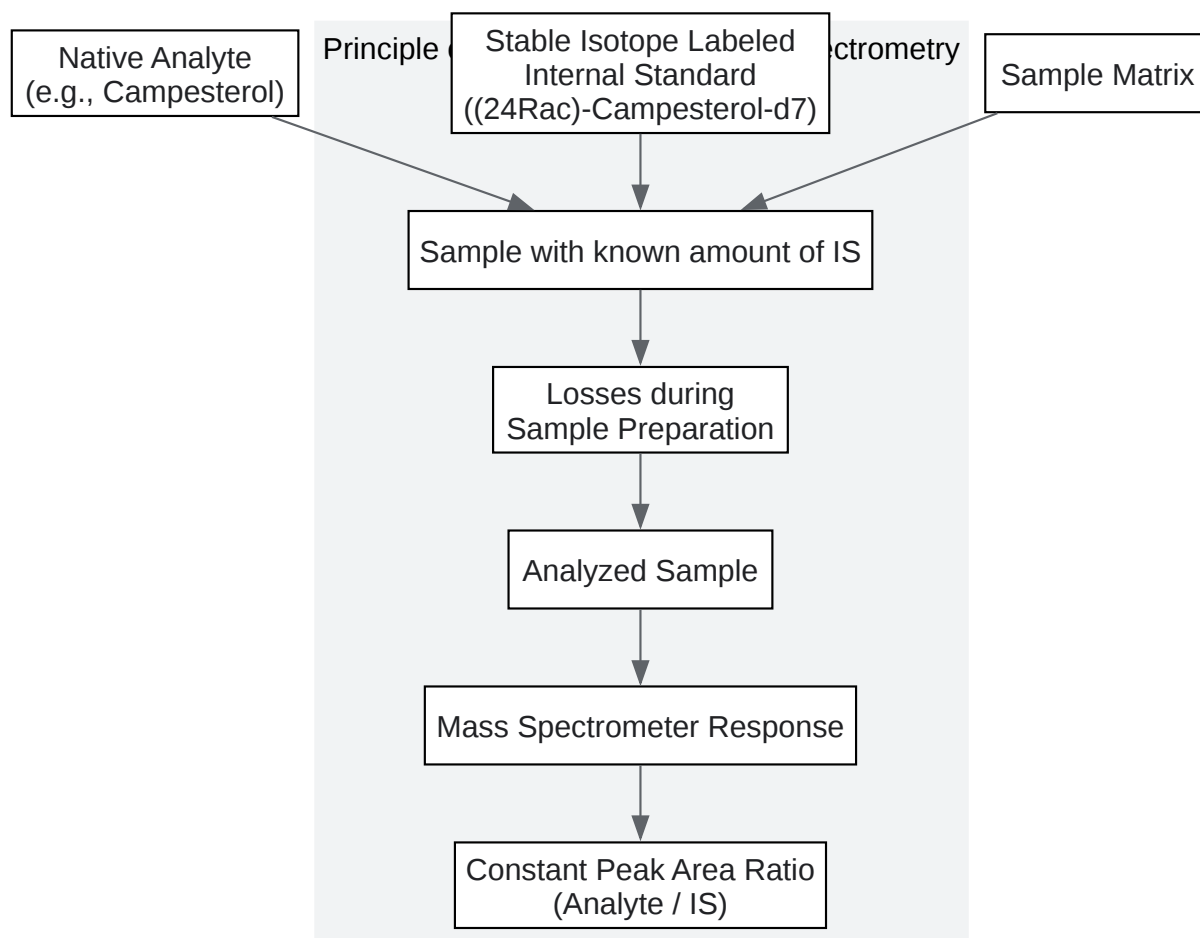 Principle
ectrometry
Native Analyte
(e.g., Campesterol)
Stable Isotope Labeled
Internal Standard
((24Rac)-Campesterol-d7)
Sample Matrix
Sample with known amount of IS
Losses during
Sample Preparation
Analyzed Sample
Mass Spectrometer Response
Constant Peak Area Ratio
(Analyte / IS)